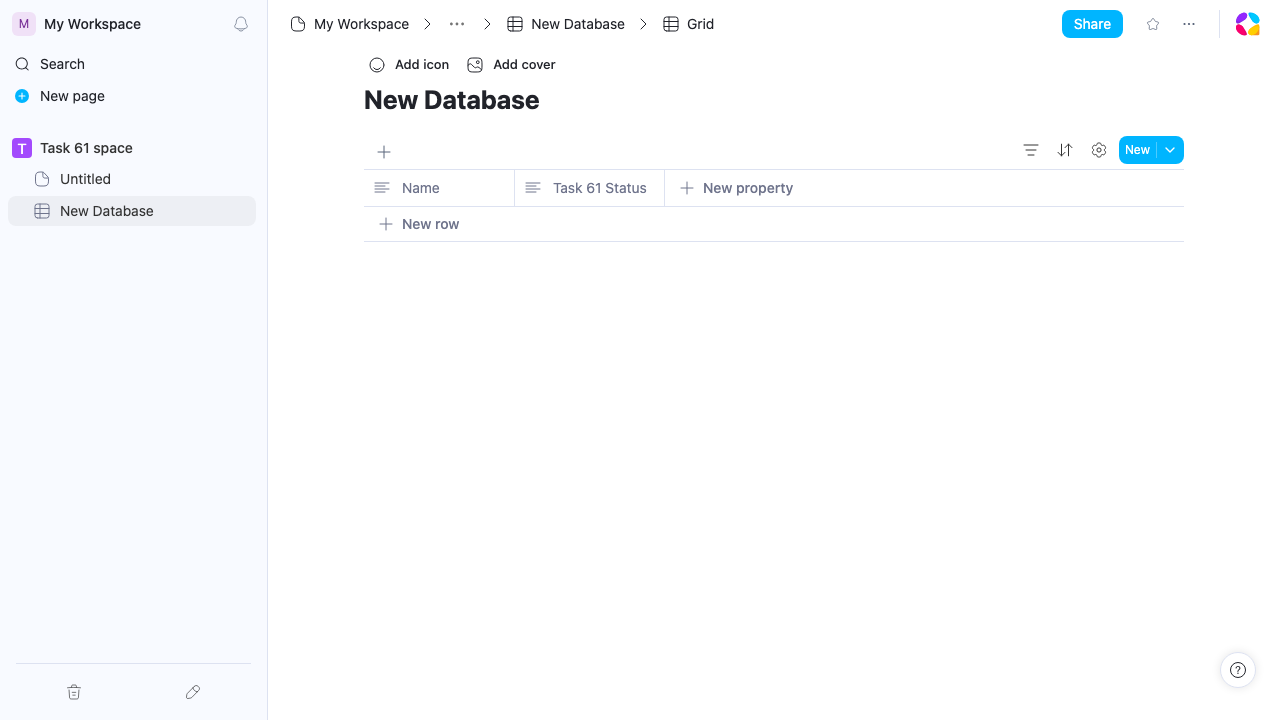 M My Workspace
Search
New page
T Task 61 space
Untitled
New Database
My Workspace > ··· > New Database > Grid
Share
Add icon Add cover
New Database
New
Name Task 61 Status New property
New row
?